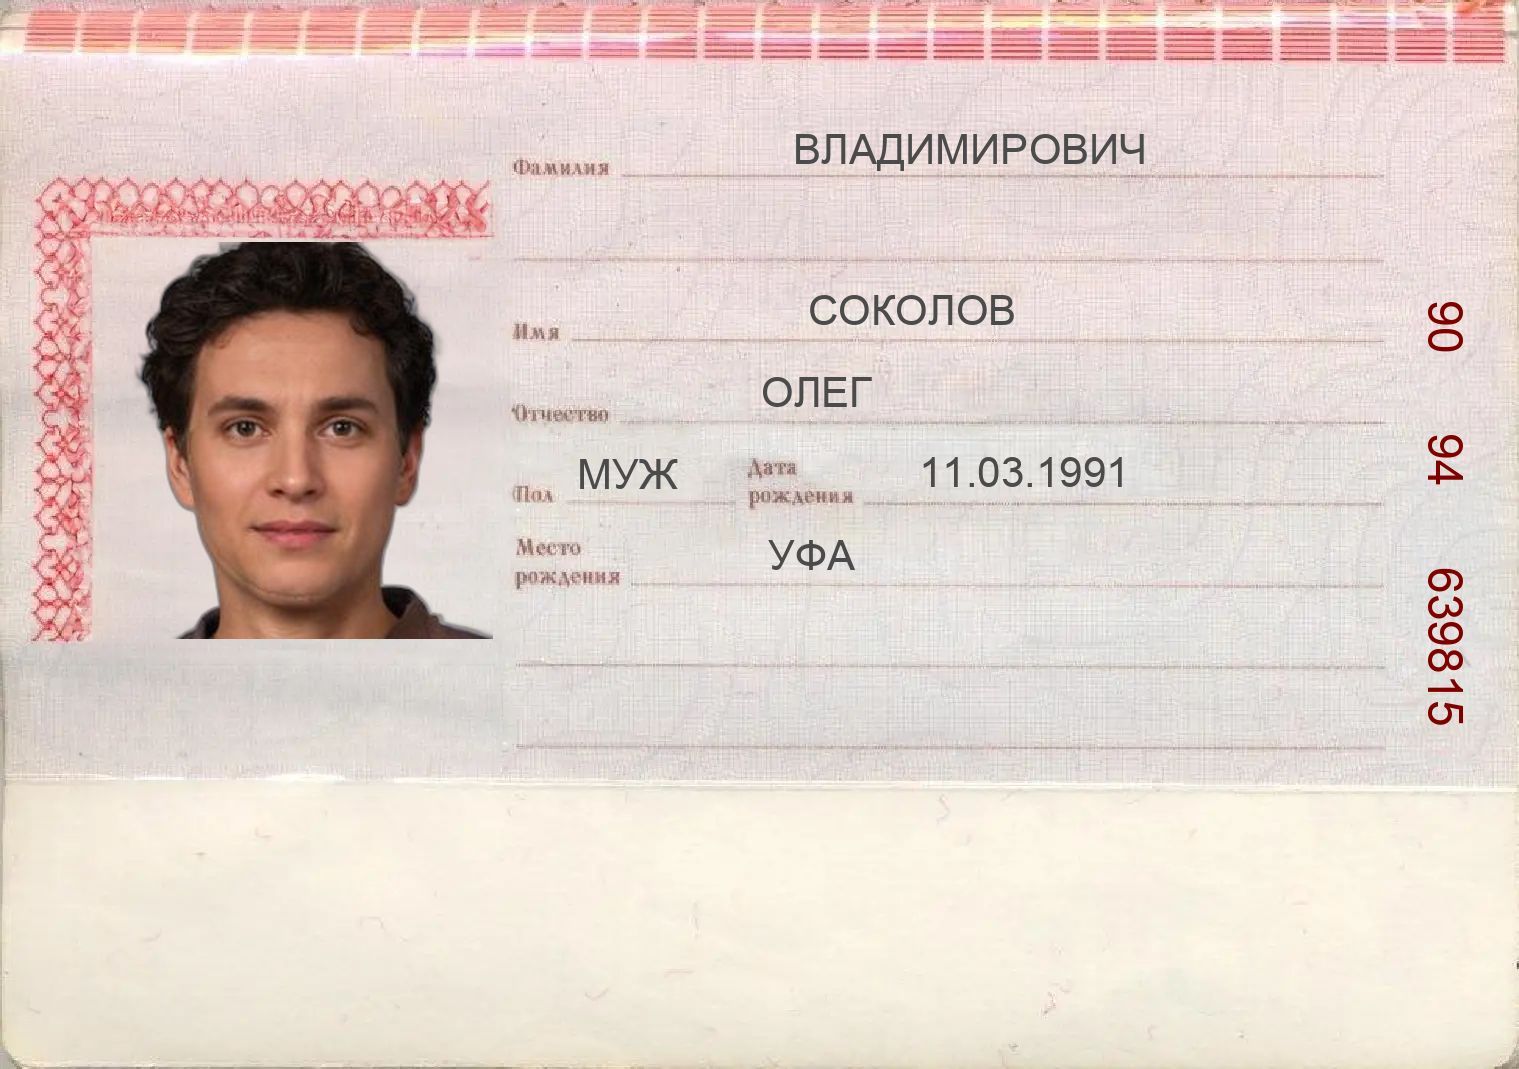 Фамилия ВЛАДИМИРОВИЧ
Имя СОКОЛОВ
Отчество ОЛЕГ
Пол МУЖ Дата рождения 11.03.1991
Место рождения УФА
90 94 639815